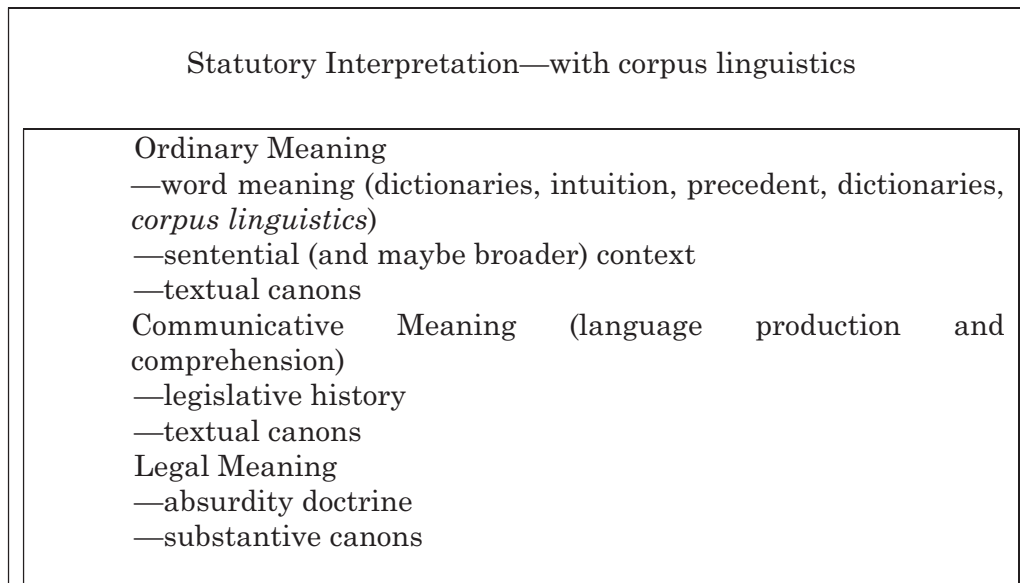 Statutory Interpretation—with corpus linguistics
Ordinary Meaning
—word meaning (dictionaries, intuition, precedent, dictionaries,
corpus linguistics)
—sentential (and maybe broader) context
—textual canons
Communicative Meaning (language production and
comprehension)
—legislative history
—textual canons
Legal Meaning
—absurdity doctrine
—substantive canons